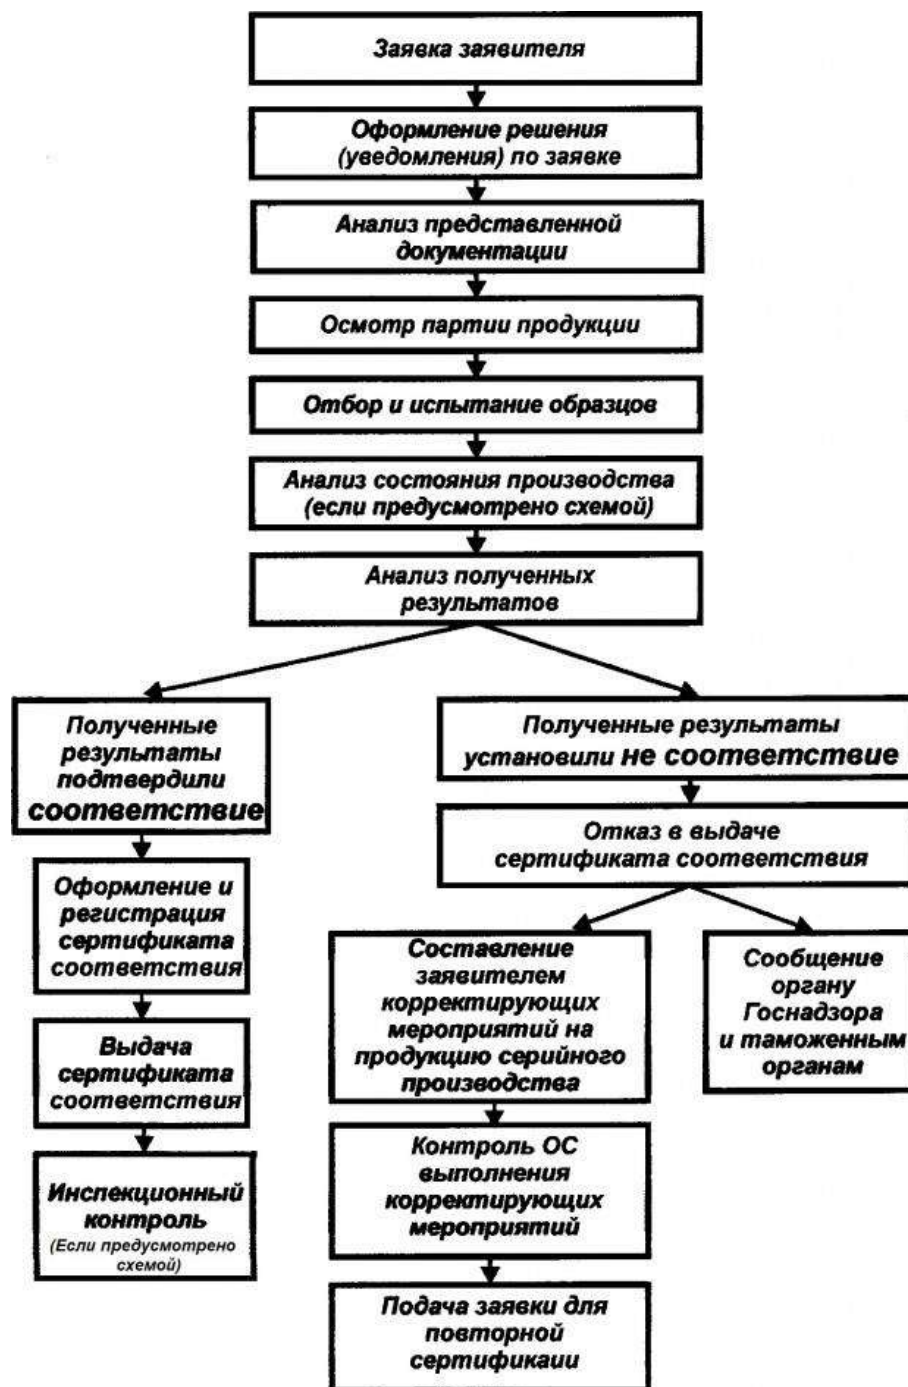 Заявка заявителя
Оформление решения
(уведомления) по заявке
Анализ представленной
документации
Осмотр партии продукции
Отбор и испытание образцов
Анализ состояния производства
(если предусмотрено схемой)
Анализ полученных
результатов
Полученные
результаты
подтвердили
соответствие
Оформление и
регистрация
сертификата
соответствия
Выдача
сертификата
соответствия
Инспекционный
контроль
(Если предусмотрено
схемой)
Полученные результаты
установили не соответствие
Отказ в выдаче
сертификата соответствия
Составление
заявителем
корректирующих
мероприятий на
продукцию серийного
производства
Контроль ОС
выполнения
корректирующих
мероприятий
Подача заявки для
повторной
сертификаии
Сообщение
органу
Госнадзора
и таможенным
органам